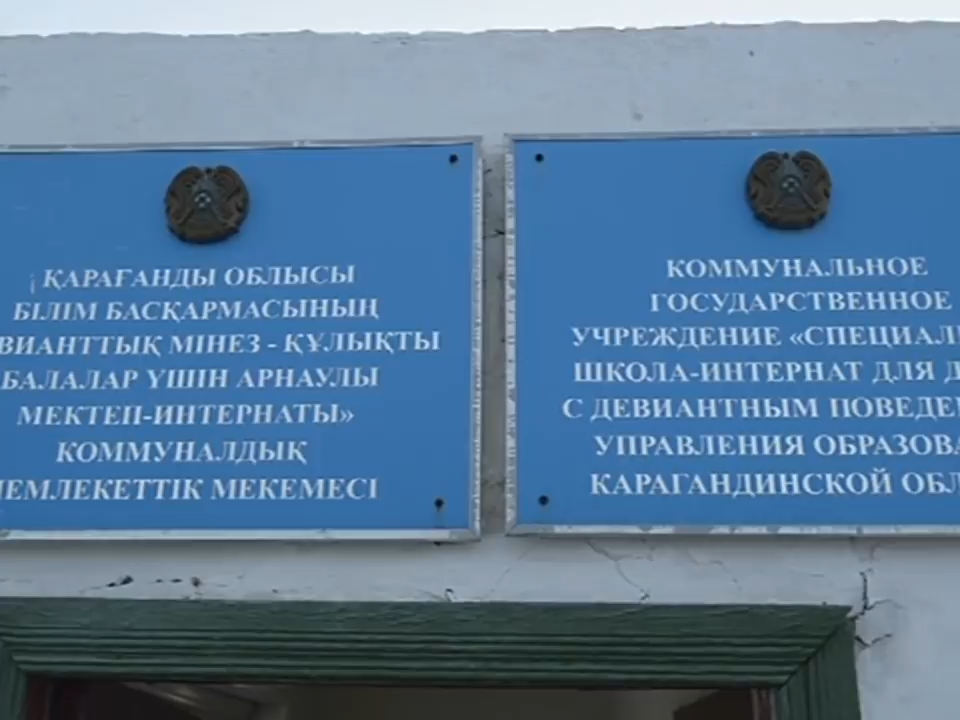 ҚАРАҒАНДЫ ОБЛЫСЫ
БІЛІМ БАСҚАРМАСЫНЫҢ
ВИАНТТЫҚ МІНЕЗ - ҚҰЛЫҚТЫ
БАЛАЛАР ҮШІН АРНАУЛЫ
МЕКТЕП-ИНТЕРНАТЫ»
КОММУНАЛДЫҚ
МЕМЛЕКЕТТІК МЕКЕМЕСІ
КОММУНАЛЬНОЕ
ГОСУДАРСТВЕННОЕ
УЧРЕЖДЕНИЕ «СПЕЦИАЛ
ШКОЛА-ИНТЕРНАТ ДЛЯ Д
С ДЕВИАНТНЫМ ПОВЕДЕ
УПРАВЛЕНИЯ ОБРАЗОВА
КАРАГАНДИНСКОЙ ОБЛ